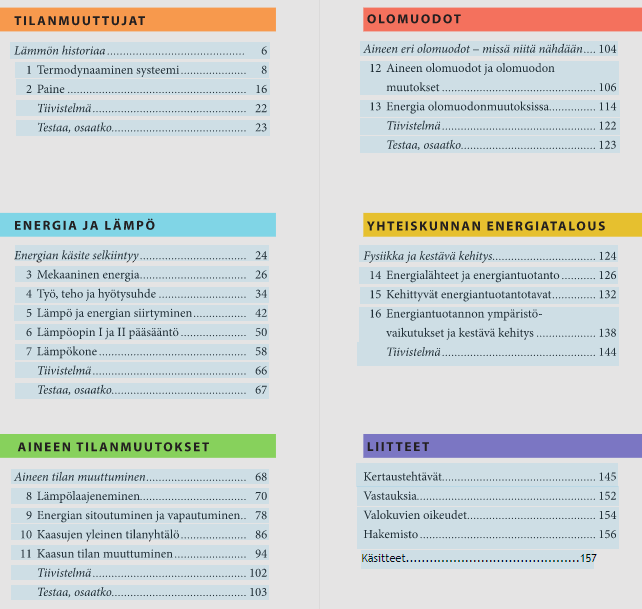 TILANMUUTTUJAT
Lämmön historiaa .......... 6
1 Termodynaaminen systeemi .......... 8
2 Paine .......... 16
Tiivistelmä .......... 22
Testaa, osaatko .......... 23
ENERGIA JA LÄMPÖ
Energian käsite selkiintyy .......... 24
3 Mekaaninen energia .......... 26
4 Työ, teho ja hyötysuhde .......... 34
5 Lämpö ja energian siirtyminen .......... 42
6 Lämpöopin I ja II pääsääntö .......... 50
7 Lämpökone .......... 58
Tiivistelmä .......... 66
Testaa, osaatko .......... 67
AINEEN TILANMUUTOKSET
Aineen tilan muuttuminen .......... 68
8 Lämpölaajeneminen .......... 70
9 Energian sitoutuminen ja vapautuminen .. 78
10 Kaasujen yleinen tilanyhtälö .......... 86
11 Kaasun tilan muuttuminen .......... 94
Tiivistelmä .......... 102
Testaa, osaatko .......... 103
OLOMUODOT
Aineen eri olomuodot – missä niitä nähdään .... 104
12 Aineen olomuodot ja olomuodon
muutokset .......... 106
13 Energia olomuodonmuutoksissa .......... 114
Tiivistelmä .......... 122
Testaa, osaatko .......... 123
YHTEISKUNNAN ENERGIATALOUS
Fysiikka ja kestävä kehitys .......... 124
14 Energialähteet ja energiantuotanto .......... 126
15 Kehittyvät energiantuotantotavat .......... 132
16 Energiantuotannon ympäristö-
vaikutukset ja kestävä kehitys .......... 138
Tiivistelmä .......... 144
LIITTEET
Kertaustehtävät .......... 145
Vastauksia .......... 152
Valokuvien oikeudet .......... 154
Hakemisto .......... 156
Käsitteet .......... 157